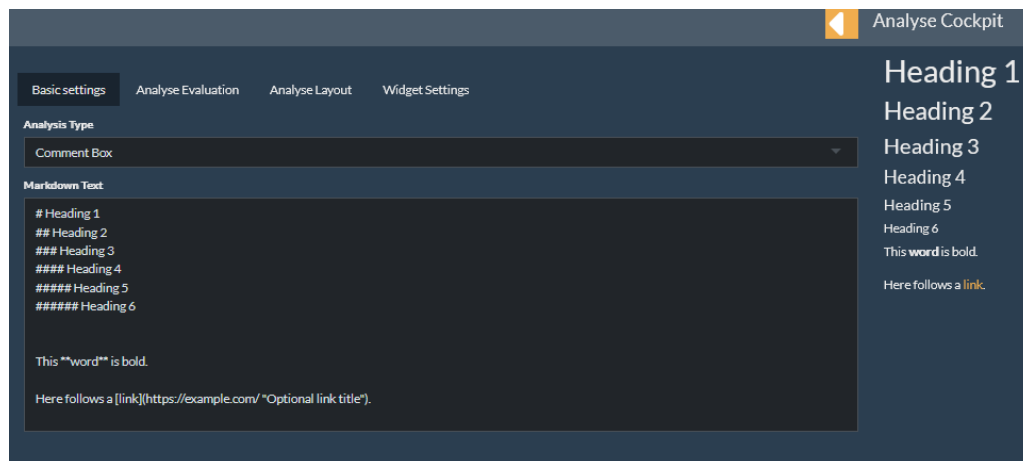 Analyse Cockpit
Basic settings Analyse Evaluation Analyse Layout Widget Settings
Analysis Type
Comment Box
Markdown Text
# Heading 1
## Heading 2
### Heading 3
#### Heading 4
##### Heading 5
###### Heading 6
This **word** is bold.
Here follows a [link](https://example.com/ "Optional link title").
Heading 1
Heading 2
Heading 3
Heading 4
Heading 5
Heading 6
This word is bold.
Here follows a link.